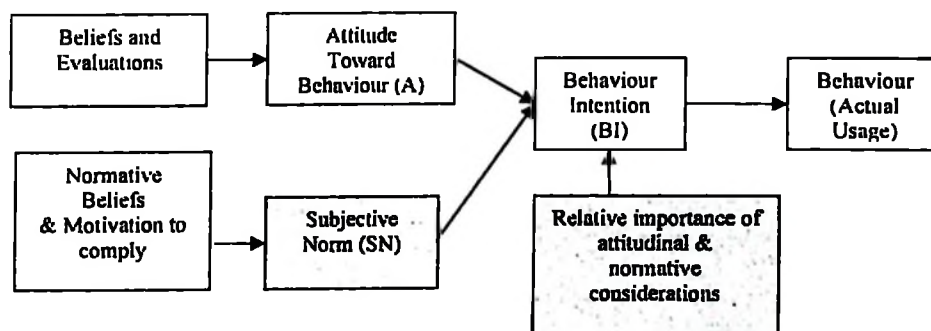 Beliefs and
Evaluations
Attitude
Toward
Behaviour (A)
Behaviour
Intention
(BI)
Behaviour
(Actual
Usage)
Normative
Beliefs
& Motivation to
comply
Subjective
Norm (SN)
Relative importance of
attitudinal &
normative
considerations